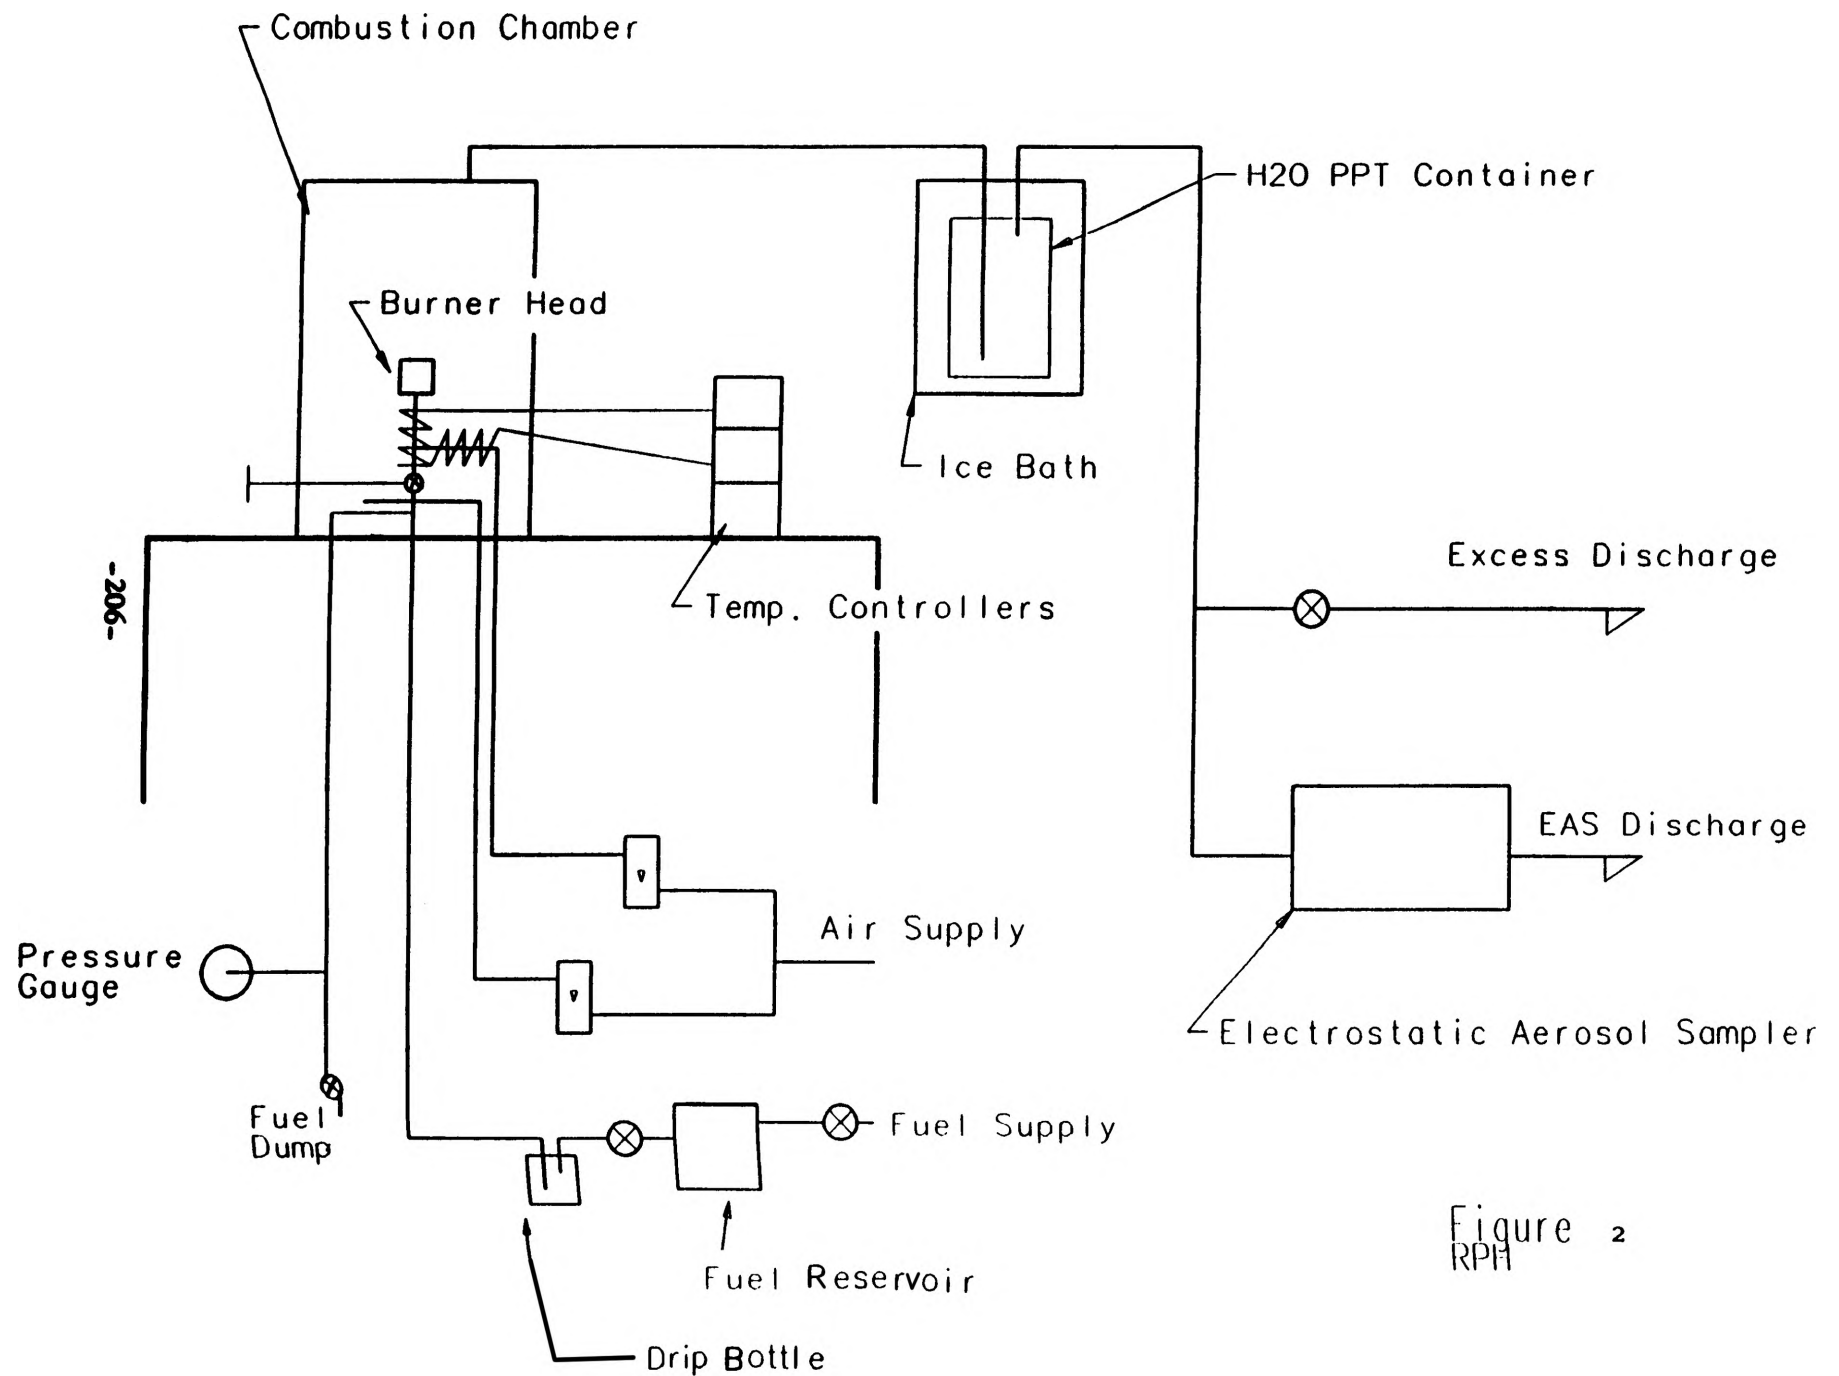 Combustion Chamber
H2O PPT Container
Burner Head
Ice Bath
Excess Discharge
-206-
Temp. Controllers
EAS Discharge
Air Supply
Pressure
Gauge
Electrostatic Aerosol Sampler
Fuel
Dump
Fuel Supply
Figure 2
RPH
Fuel Reservoir
Drip Bottle